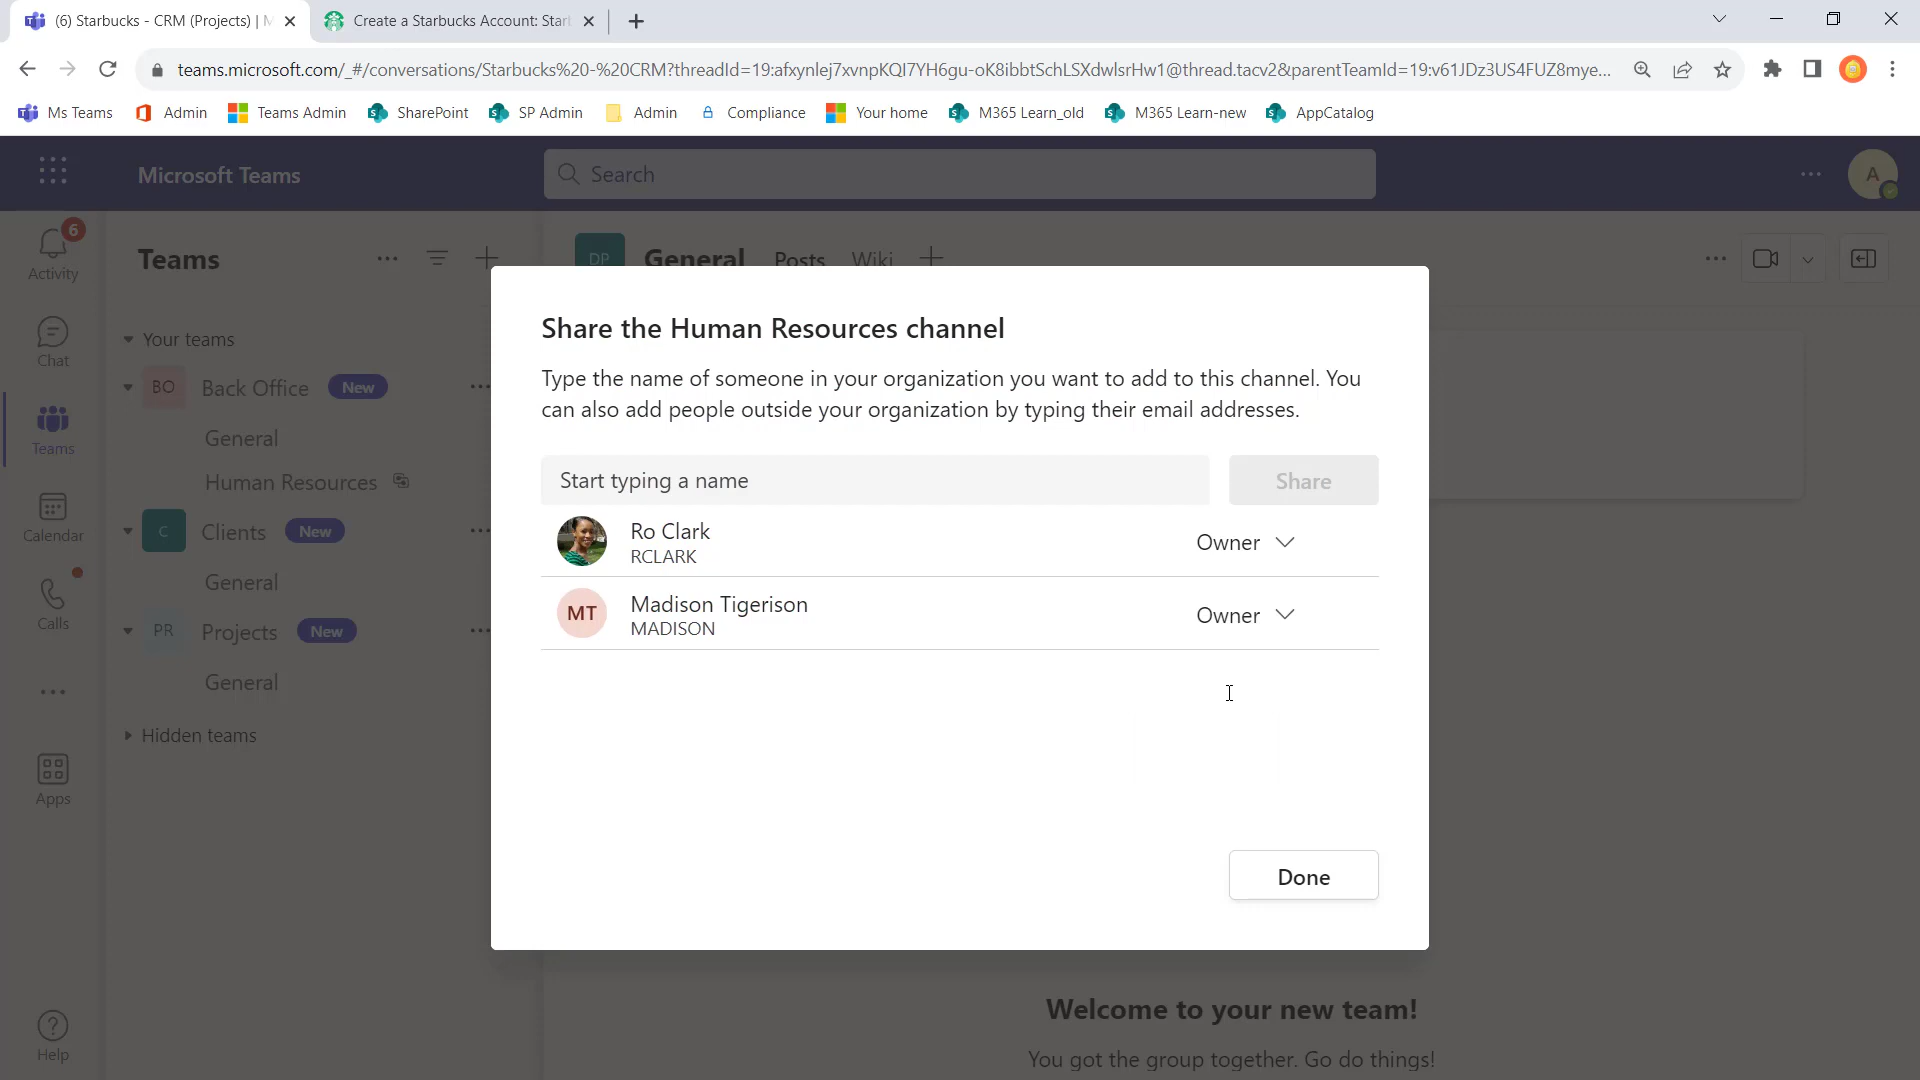 (6) Starbucks - CRM (Projects) | M
Create a Starbucks Account: Starb
teams.microsoft.com/_#/conversations/Starbucks%20-%20CRM?threadId=19:afxynlej7xvnpKQI7YH6gu-oK8ibbtSchLSXdwlsrHw1@thread.tacv2&parentTeamId=19:v61JDz3US4FUZ8mye...
Ms Teams Admin Teams Admin SharePoint SP Admin Admin Compliance Your home M365 Learn_old M365 Learn-new AppCatalog
Microsoft Teams
Search
A
6
Activity
Chat
Teams
Calendar
Calls
Apps
Help
Teams
Your teams
BO Back Office New
General
Human Resources
C Clients New
General
PR Projects New
General
Hidden teams
DP General Posts Wiki
Share the Human Resources channel
Type the name of someone in your organization you want to add to this channel. You
can also add people outside your organization by typing their email addresses.
Start typing a name
Share
Ro Clark
RCLARK
Owner
MT
Madison Tigerison
MADISON
Owner
Done
Welcome to your new team!
You got the group together. Go do things!